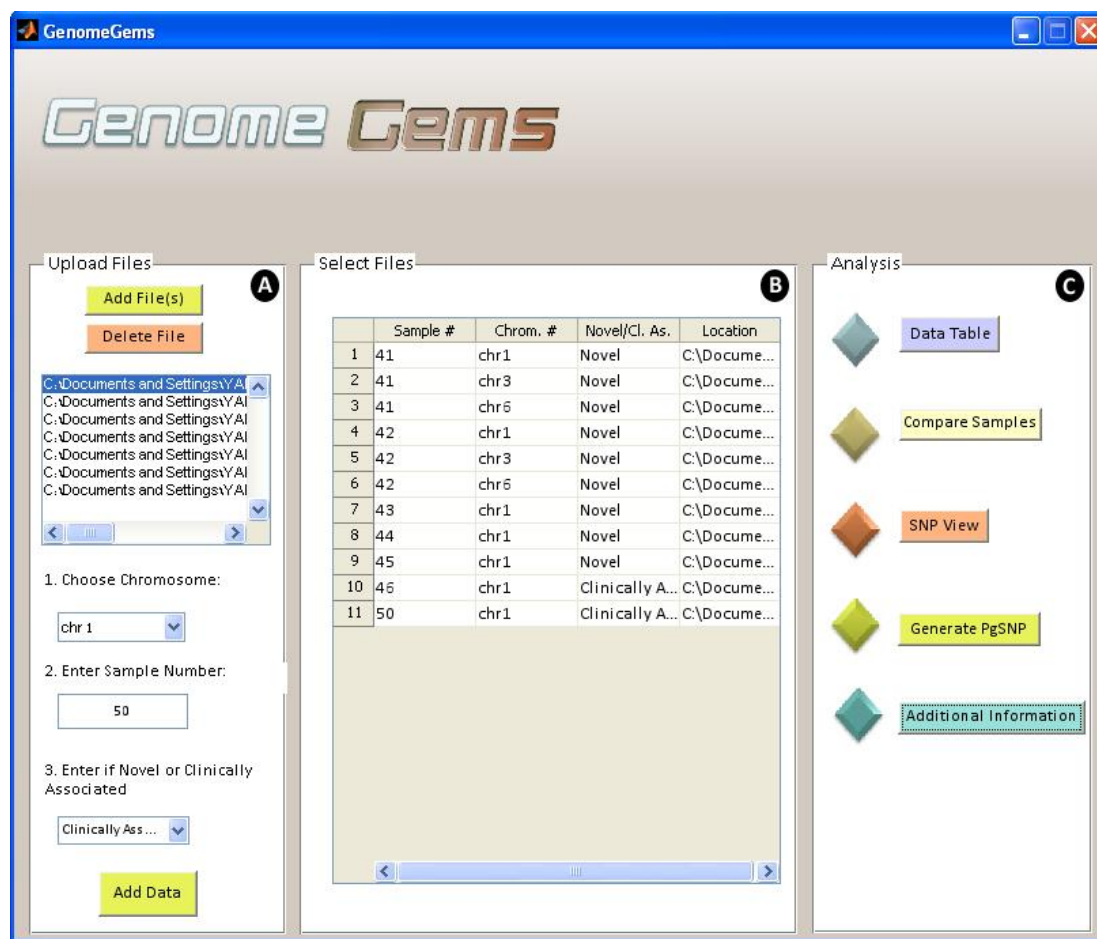 GenomeGems
Genome Gems
Upload Files
A
Add File(s)
Delete File
C:\Documents and Settings\YAI
C:\Documents and Settings\YAI
C:\Documents and Settings\YAI
C:\Documents and Settings\YAI
C:\Documents and Settings\YAI
C:\Documents and Settings\YAI
C:\Documents and Settings\YAI
1. Choose Chromosome:
chr 1
2. Enter Sample Number:
50
3. Enter if Novel or Clinically
Associated
Clinically Ass...
Add Data
Select Files
B
Sample # Chrom. # Novel/Cl. As. Location
1 41 chr1 Novel C:\Docume...
2 41 chr3 Novel C:\Docume...
3 41 chr6 Novel C:\Docume...
4 42 chr1 Novel C:\Docume...
5 42 chr3 Novel C:\Docume...
6 42 chr6 Novel C:\Docume...
7 43 chr1 Novel C:\Docume...
8 44 chr1 Novel C:\Docume...
9 45 chr1 Novel C:\Docume...
10 46 chr1 Clinically A... C:\Docume...
11 50 chr1 Clinically A... C:\Docume...
Analysis
C
Data Table
Compare Samples
SNP View
Generate PgSNP
Additional Information